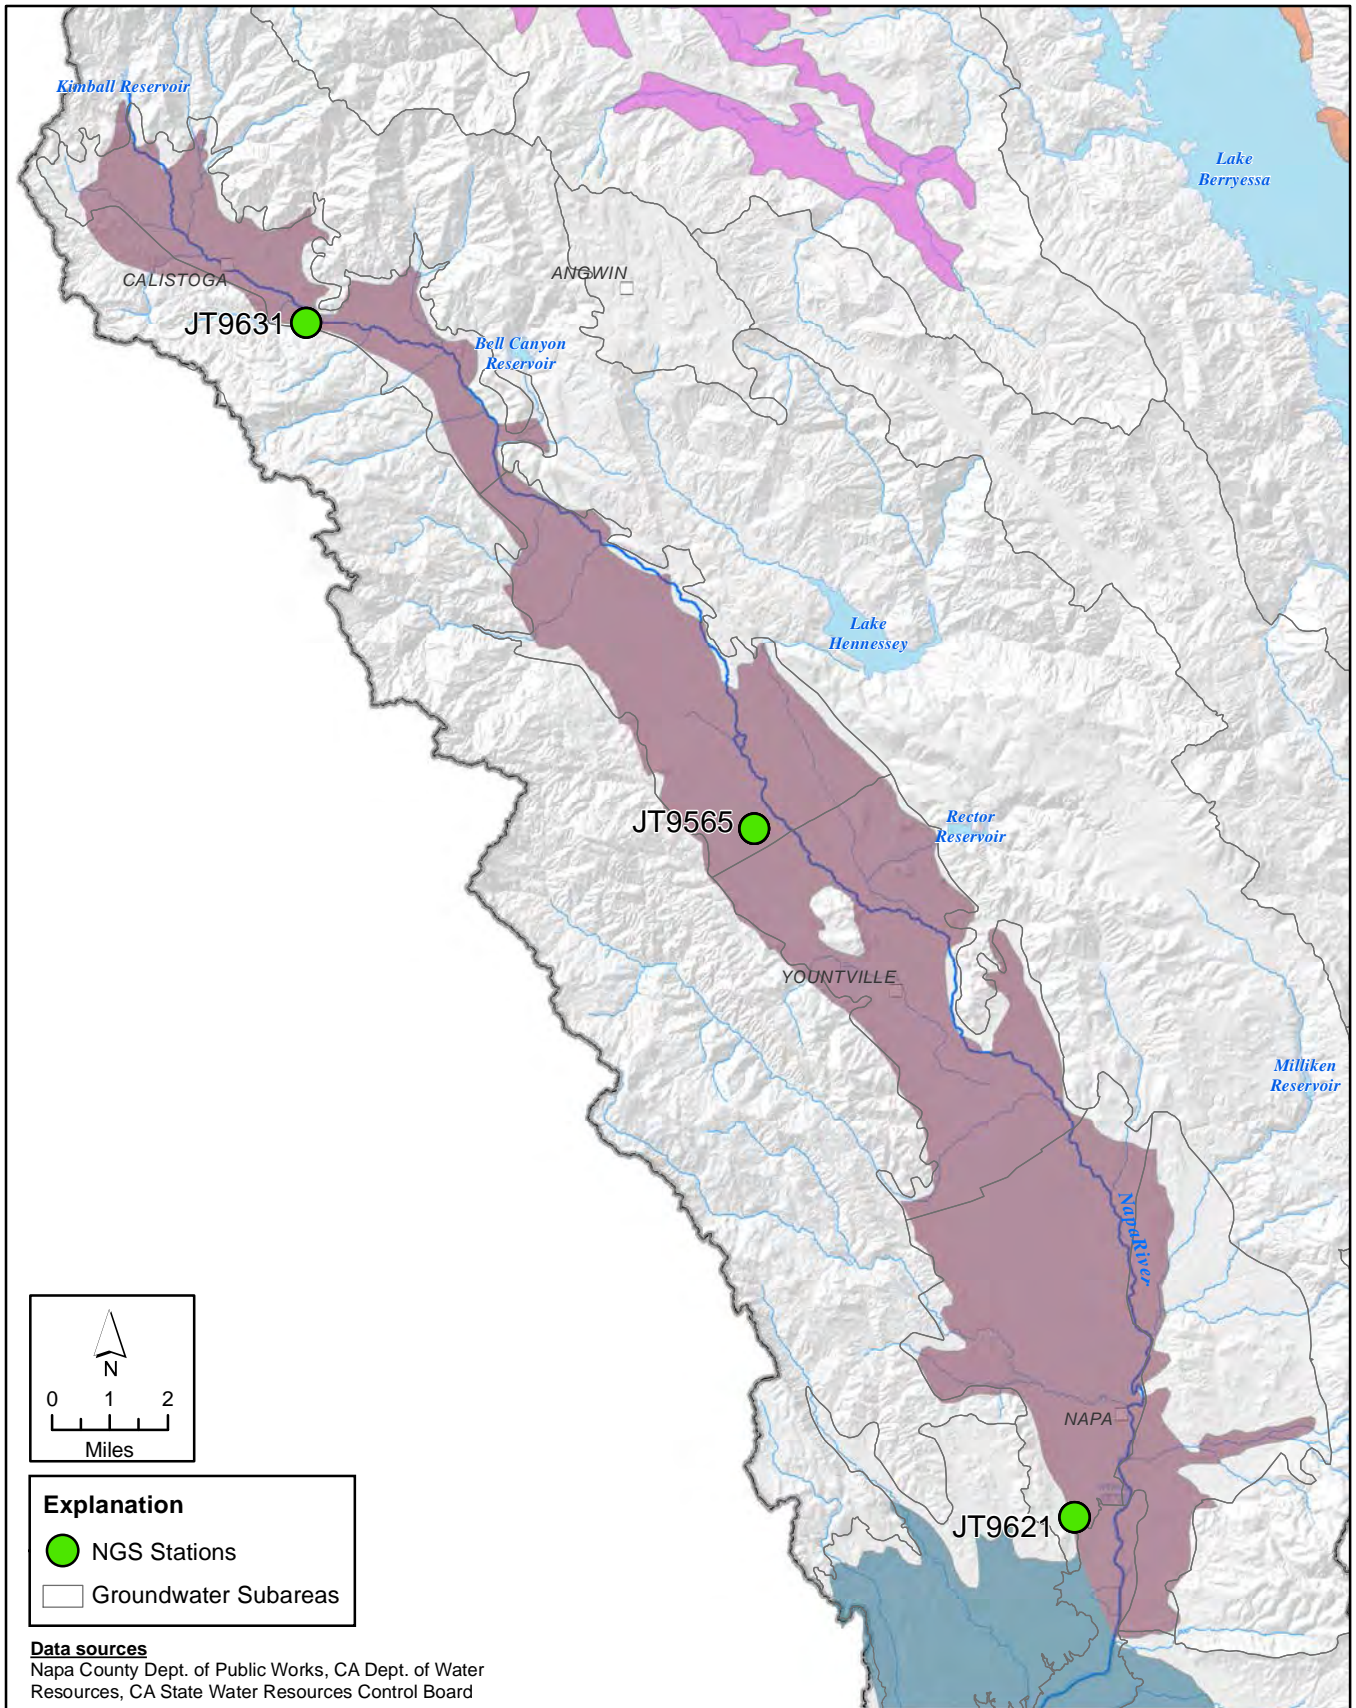 Kimball Reservoir
Lake
Berryessa
ANGWIN
CALISTOGA
JT9631
Bell Canyon
Reservoir
Lake
Hennessey
JT9565
Rector
Reservoir
YOUNTVILLE
Milliken
Reservoir
NapaRiver
NAPA
JT9621
N
0 1 2
Miles
Explanation
NGS Stations
Groundwater Subareas
Data sources
Napa County Dept. of Public Works, CA Dept. of Water
Resources, CA State Water Resources Control Board